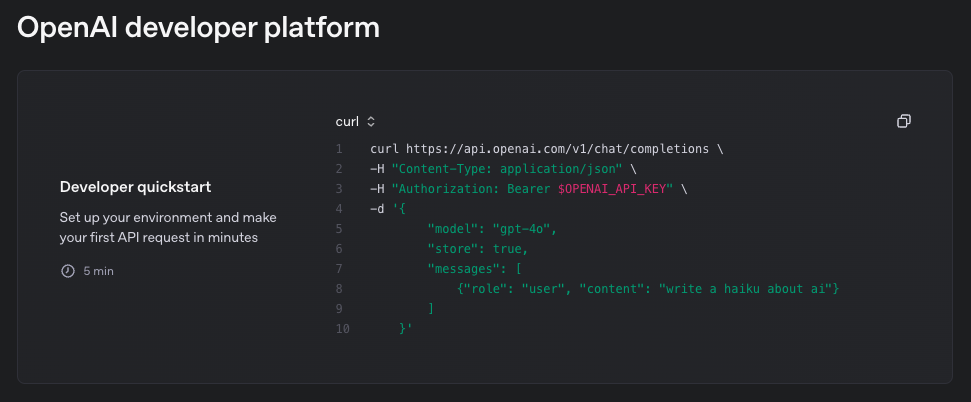 OpenAI developer platform
Developer quickstart
Set up your environment and make
your first API request in minutes
5 min
curl
1 curl https://api.openai.com/v1/chat/completions \
2 -H "Content-Type: application/json" \
3 -H "Authorization: Bearer $OPENAI_API_KEY" \
4 -d '{
5         "model": "gpt-4o",
6         "store": true,
7         "messages": [
8             {"role": "user", "content": "write a haiku about ai"}
9         ]
10     }'